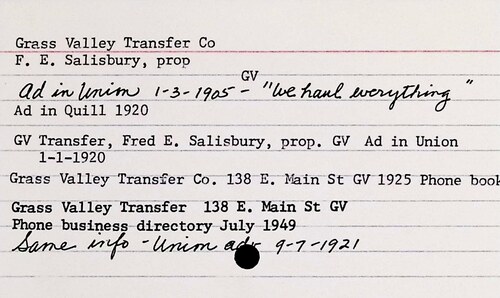 Grass Valley Transfer Co
F. E. Salisbury, prop
GV
Ad in Union 1-3-1905 - "We haul everything"
Ad in Quill 1920
GV Transfer, Fred E. Salisbury, prop. GV Ad in Union
1-1-1920
Grass Valley Transfer Co. 138 E. Main St GV 1925 Phone book
Grass Valley Transfer 138 E. Main St GV
Phone business directory July 1949
Same info - Union adv 9-7-1921